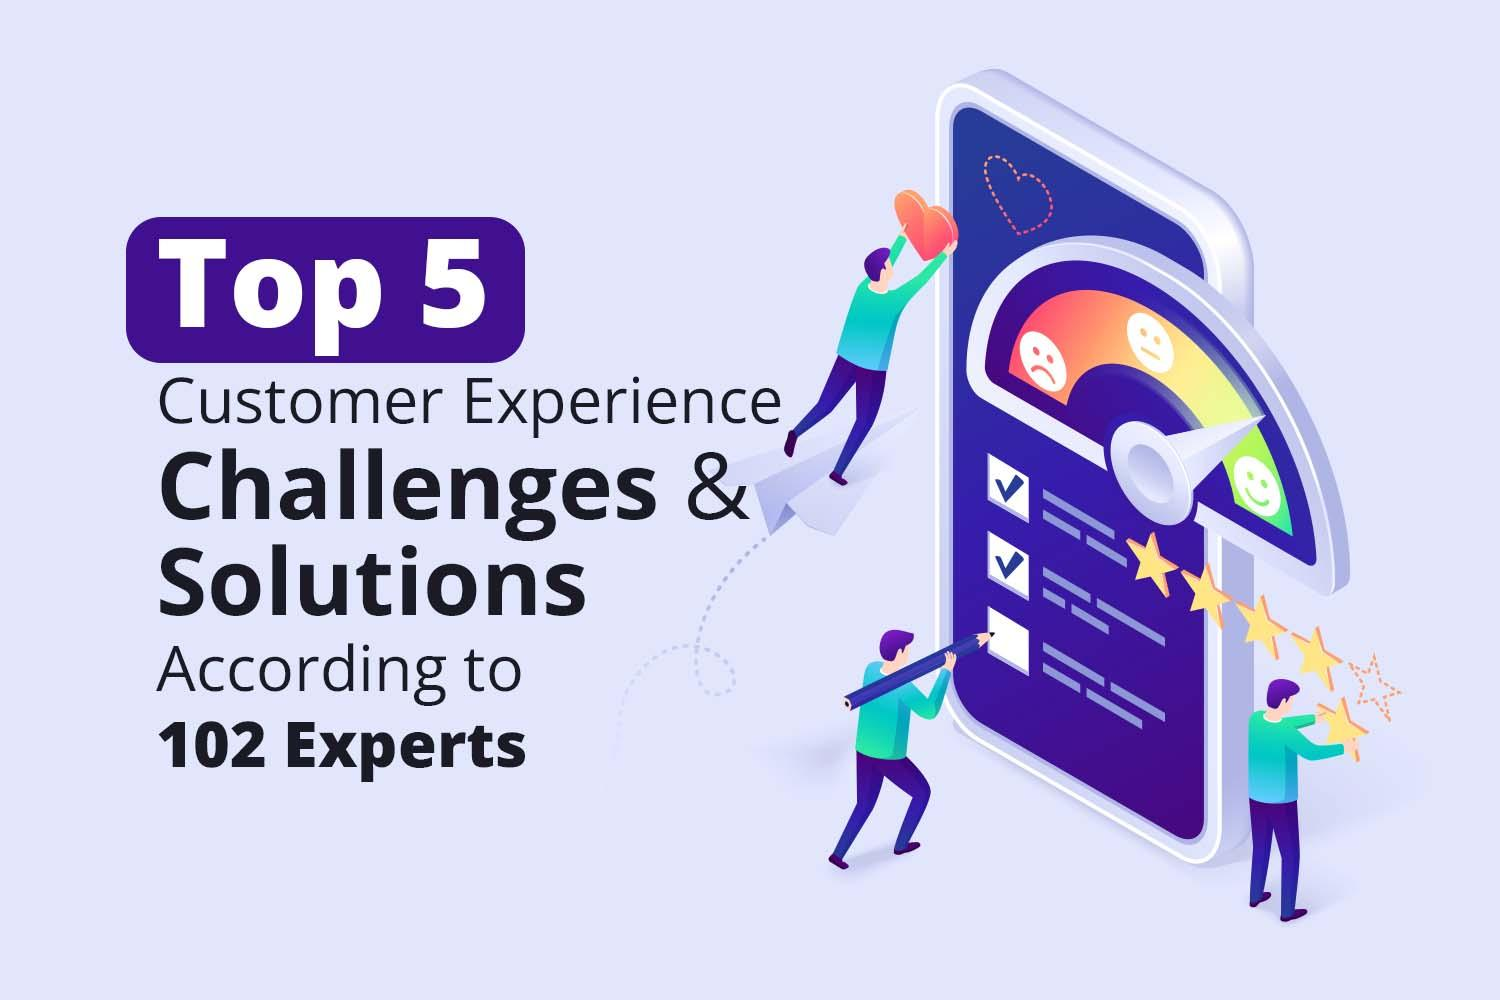 Top 5
Customer Experience
Challenges &
Solutions
According to
102 Experts